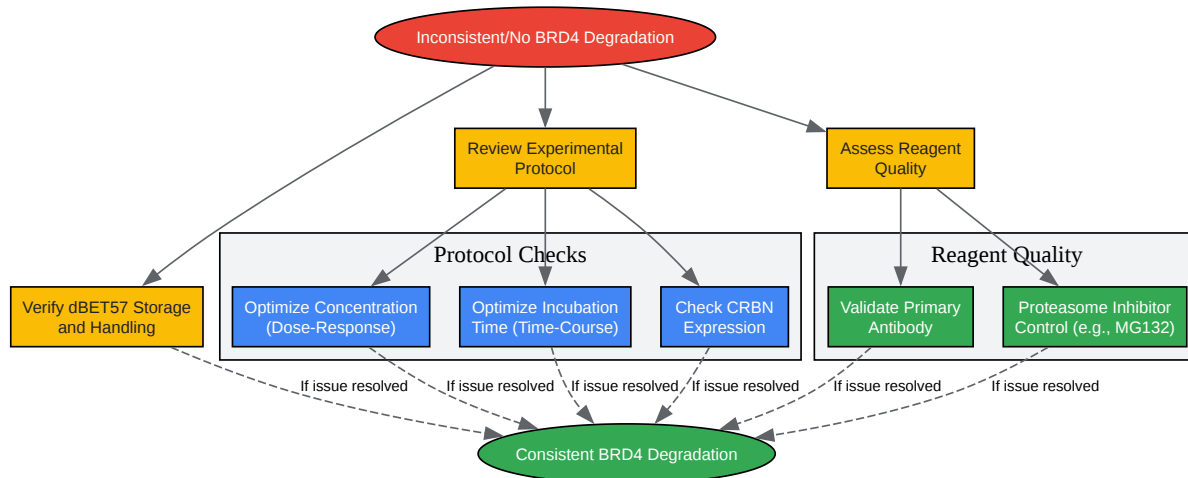 Inconsistent/No BRD4 Degradation
Review Experimental
Protocol
Assess Reagent
Quality
Protocol Checks
Reagent Quality
Verify dBET57 Storage
and Handling
Optimize Concentration
(Dose-Response)
Optimize Incubation
Time (Time-Course)
Check CRBN
Expression
Validate Primary
Antibody
Proteasome Inhibitor
Control (e.g., MG132)
If issue resolved
If issue resolved
If issue resolved
If issue resolved
If issue resolved
If issue resolved
Consistent BRD4 Degradation